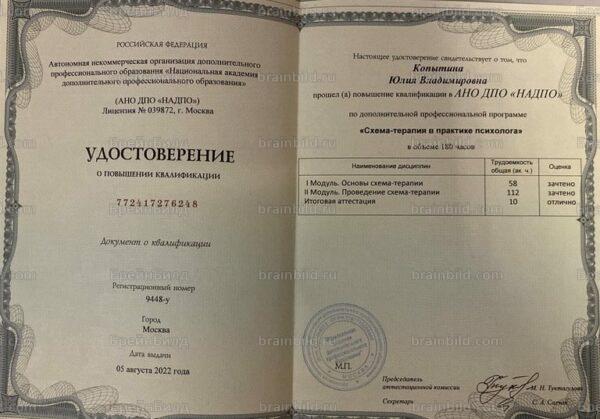 РОССИЙСКАЯ ФЕДЕРАЦИЯ
Автономная некоммерческая организация дополнительного
профессионального образования «Национальная академия
дополнительного профессионального образования»
(АНО ДПО «НАДПО»)
Лицензия № 039872, г. Москва
УДОСТОВЕРЕНИЕ
О ПОВЫШЕНИИ КВАЛИФИКАЦИИ
772417276248
Документ о квалификации
Регистрационный номер
9448-у
Город
Москва
Дата выдачи
05 августа 2022 года
Настоящее удостоверение свидетельствует о том, что
Копытина
Юлия Владимировна
прошел (а) повышение квалификации в АНО ДПО «НАДПО»
по дополнительной профессиональной программе
«Схема-терапия в практике психолога»
в объеме 180 часов
Наименование дисциплин Трудоемкость общая (ак. ч.) Оценка
I Модуль. Основы схема-терапии 58 зачтено
II Модуль. Проведение схема-терапии 112 зачтено
Итоговая аттестация 10 отлично
М.П.
Председатель
аттестационной комиссии М. Н.
Секретарь С. А.
brainbild.com
БрейнБилд